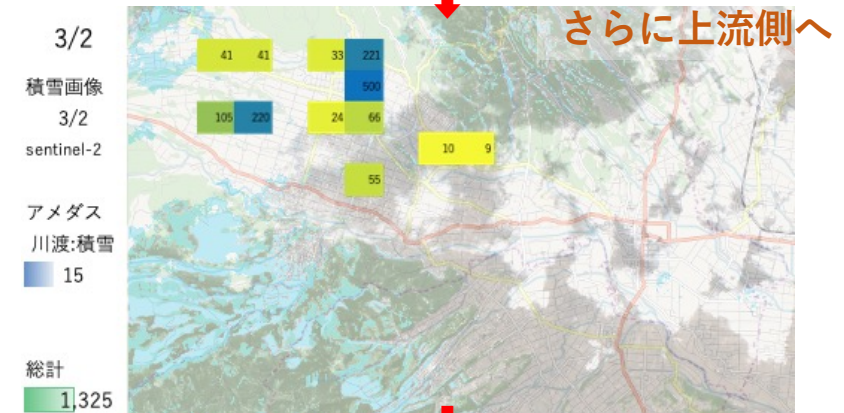 さらに上流側へ
3/2
積雪画像
3/2
sentinel-2
アメダス
川渡:積雪
15
総計
1,325
41 41 33 221
500
105 220 24 66
10 9
55